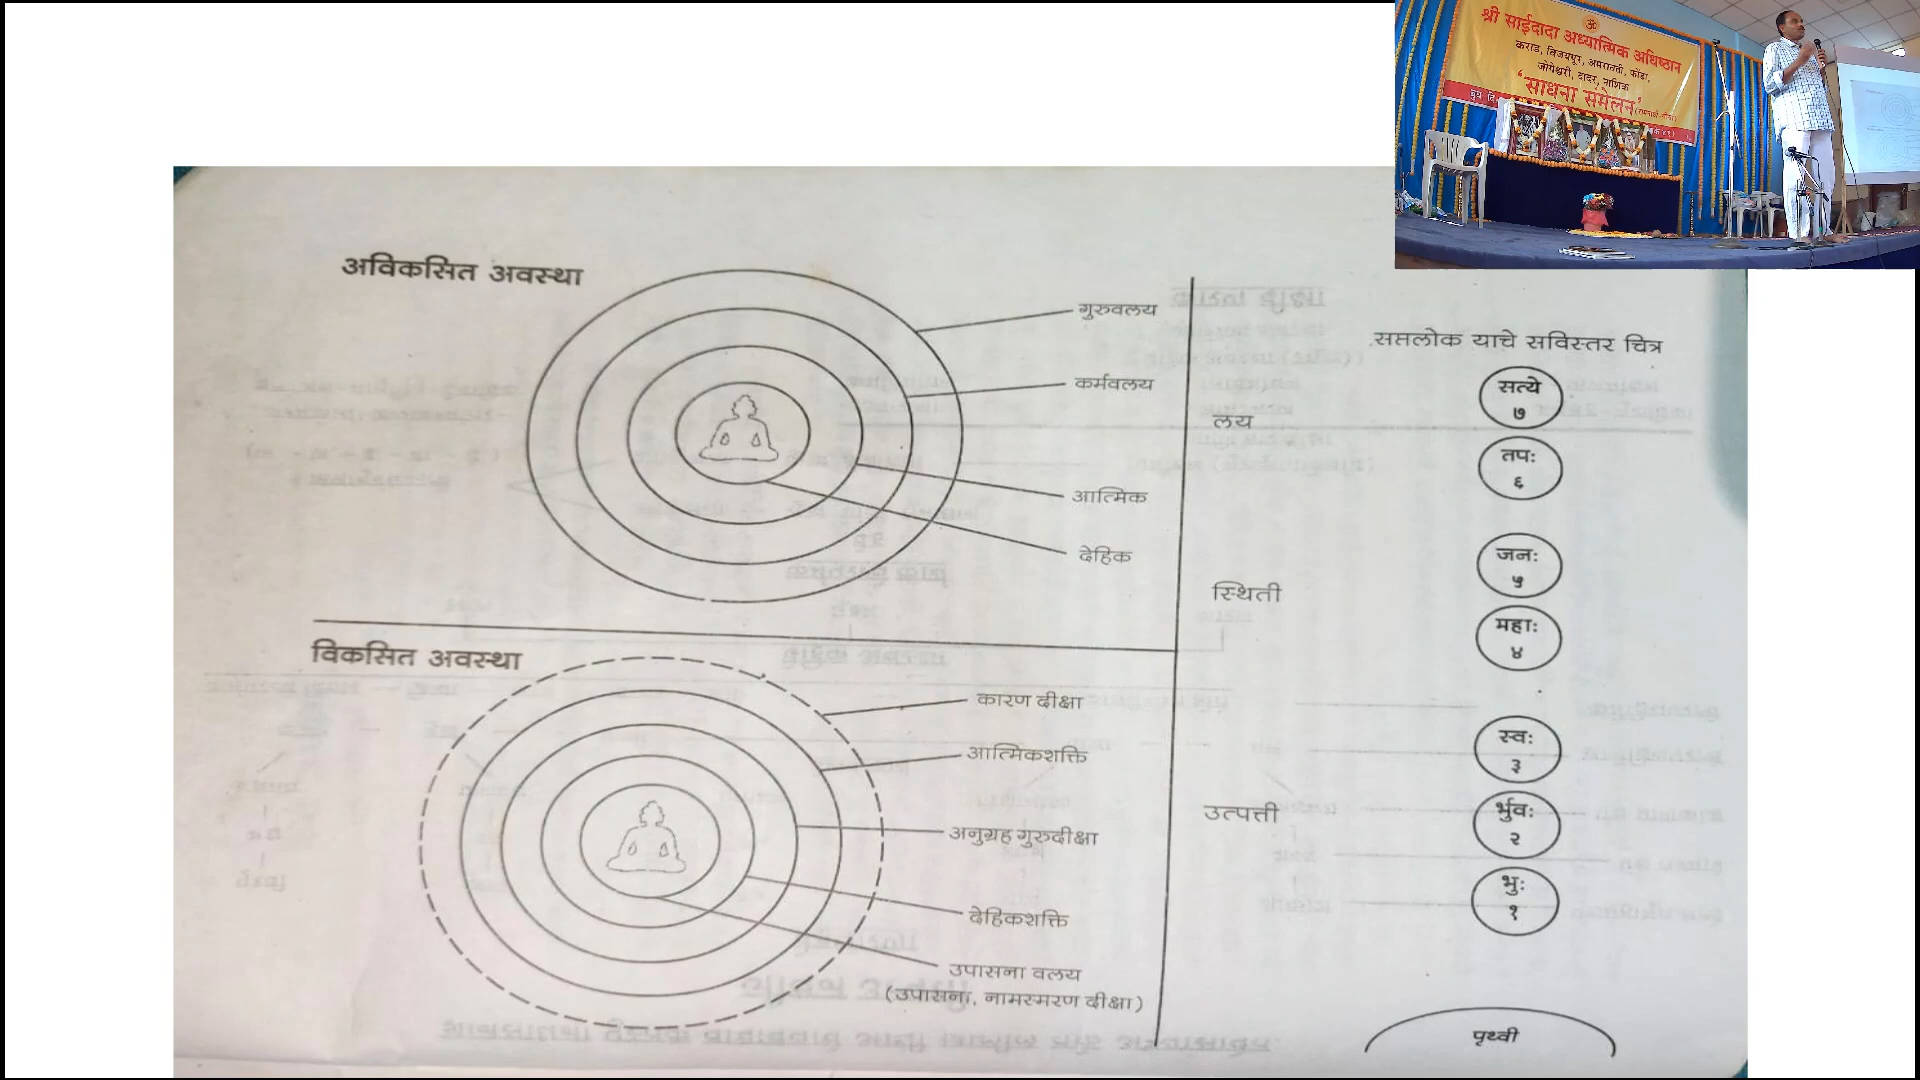 श्री साईदादा अध्यात्मिक अधिष्ठान
कराड, विजयपूर, अमरावती, फोंडा,
जोगेश्वरी, दादर, नाशिक
“साधना संमेलन”
अविकसित अवस्था
गुरुवलय
कर्मवलय
आत्मिक
देहिक
विकसित अवस्था
कारण दीक्षा
आत्मिकशक्ति
अनुग्रह गुरुदीक्षा
देहिकशक्ति
उपासना वलय
(उपासना, नामस्मरण दीक्षा)
लय
स्थिती
उत्पत्ती
सप्तलोक याचे सविस्तर चित्र
सत्ये
७
तपः
६
जनः
५
महाः
४
स्वः
३
र्भुवः
२
भुः
१
पृथ्वी